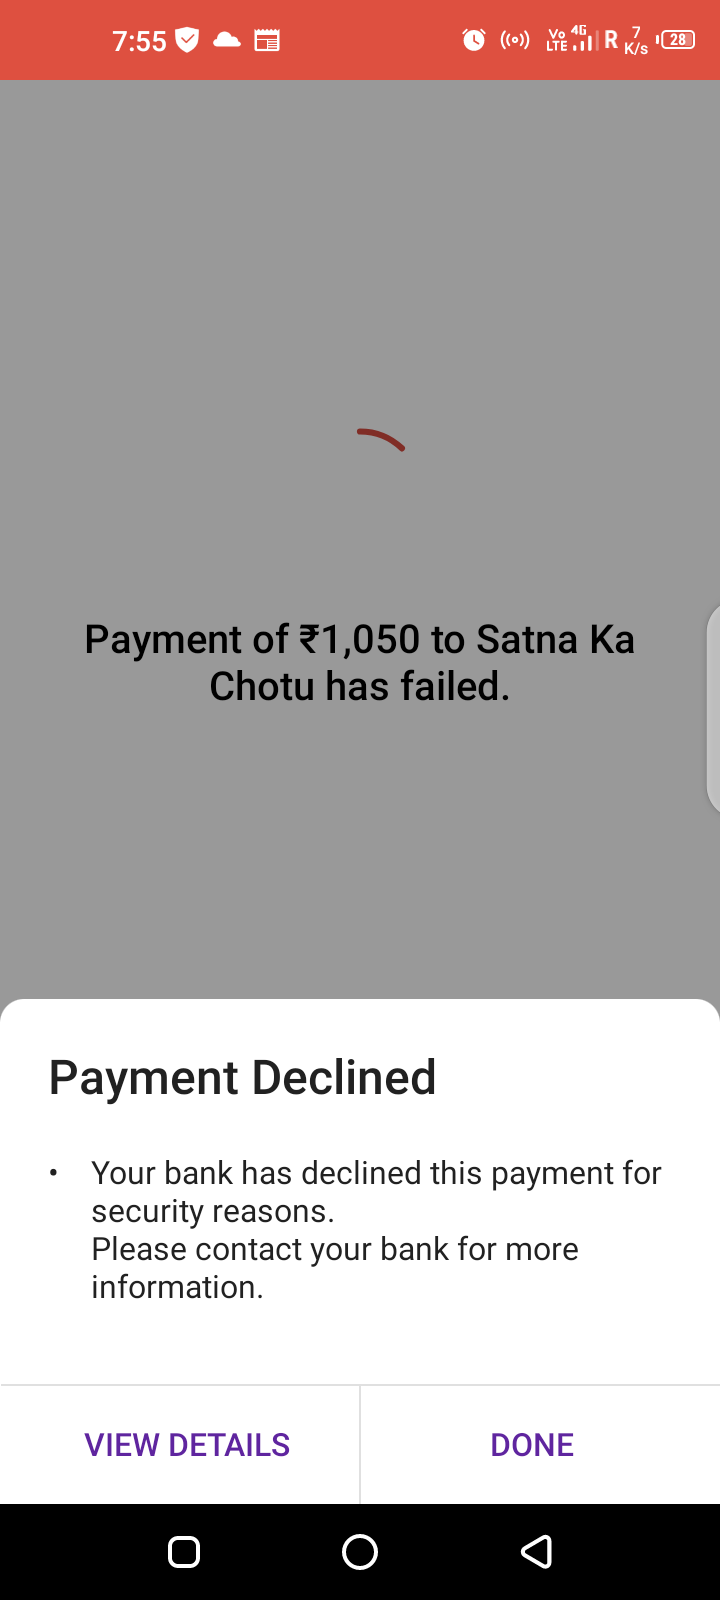 7:55 Vo LTE 4G R 7 K/s 28
Payment of ₹1,050 to Satna Ka
Chotu has failed.
Payment Declined
• Your bank has declined this payment for
security reasons.
Please contact your bank for more
information.
VIEW DETAILS DONE